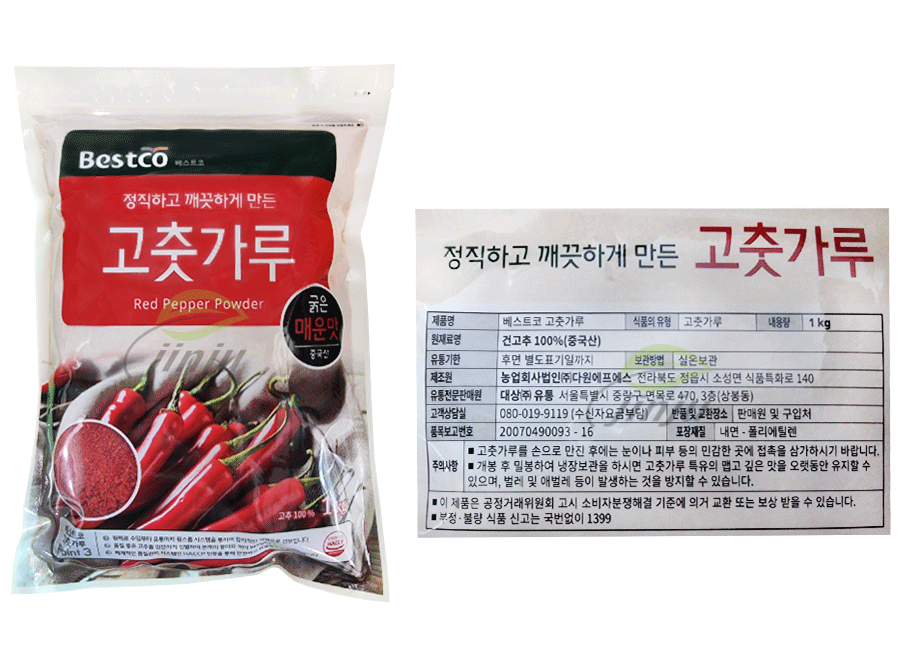 Bestco 베스트코
정직하고 깨끗하게 만든
고춧가루
Red Pepper Powder
굵은
매운맛
중국산
jinju
고추 100%
1kg
Point 3
HACCP
정직하고 깨끗하게 만든 고춧가루
제품명 베스트코 고춧가루 식품의 유형 고춧가루 내용량 1 kg
원재료명 건고추 100%(중국산)
유통기한 후면 별도표기일까지 보관방법 실온보관
제조원 농업회사법인㈜다원에프에스 전라북도 정읍시 소성면 식품특화로 140
유통전문판매원 대상㈜ 유통 서울특별시 중랑구 면목로 470, 3층(상봉동)
고객상담실 080-019-9119 (수신자요금부담) 반품 및 교환장소 판매원 및 구입처
품목보고번호 20070490093 - 16 포장재질 내면 - 폴리에틸렌
주의사항 ■ 고춧가루를 손으로 만진 후에는 눈이나 피부 등의 민감한 곳에 접촉을 삼가하시기 바랍니다.
■ 개봉 후 밀봉하여 냉장보관을 하시면 고춧가루 특유의 맵고 깊은 맛을 오랫동안 유지할 수
있으며, 벌레 및 애벌레 등이 발생하는 것을 방지할 수 있습니다.
■ 이 제품은 공정거래위원회 고시 소비자분쟁해결 기준에 의거 교환 또는 보상 받을 수 있습니다.
■ 부정·불량 식품 신고는 국번없이 1399